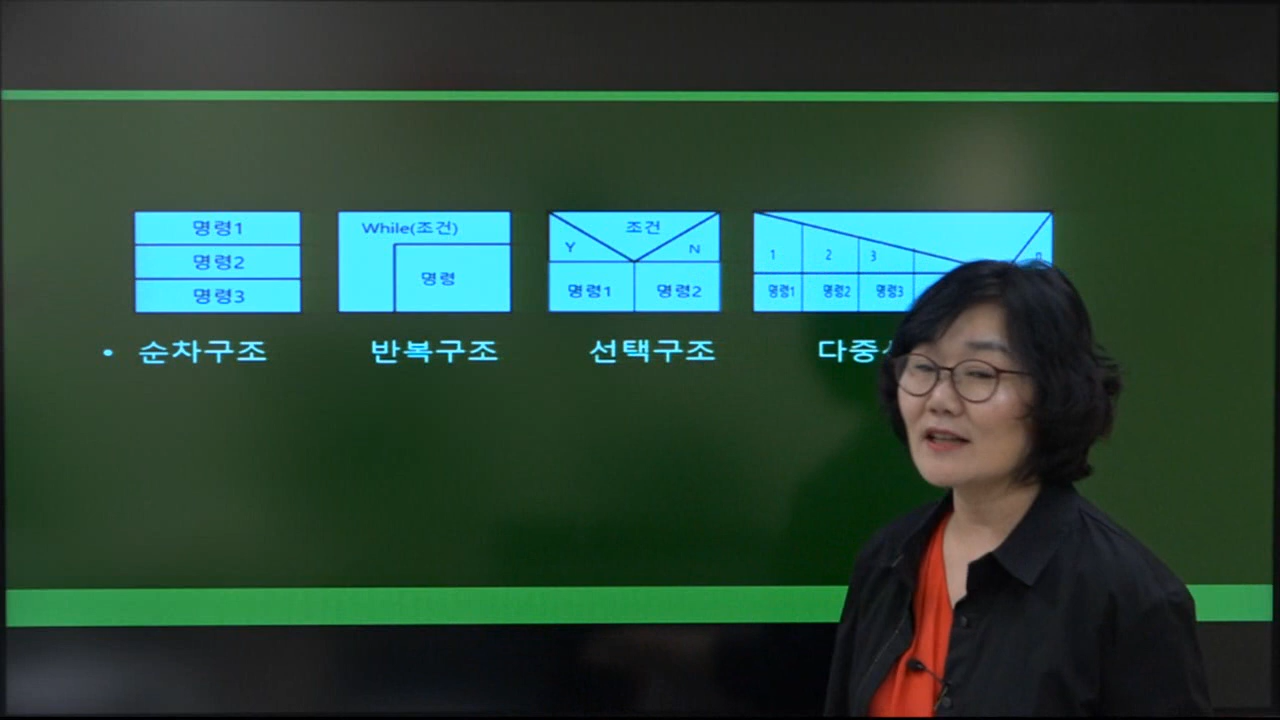 명령1
명령2
명령3
While(조건)
명령
조건
Y N
명령1 명령2
1 2 3 n
명령1 명령2 명령3
• 순차구조 반복구조 선택구조 다중